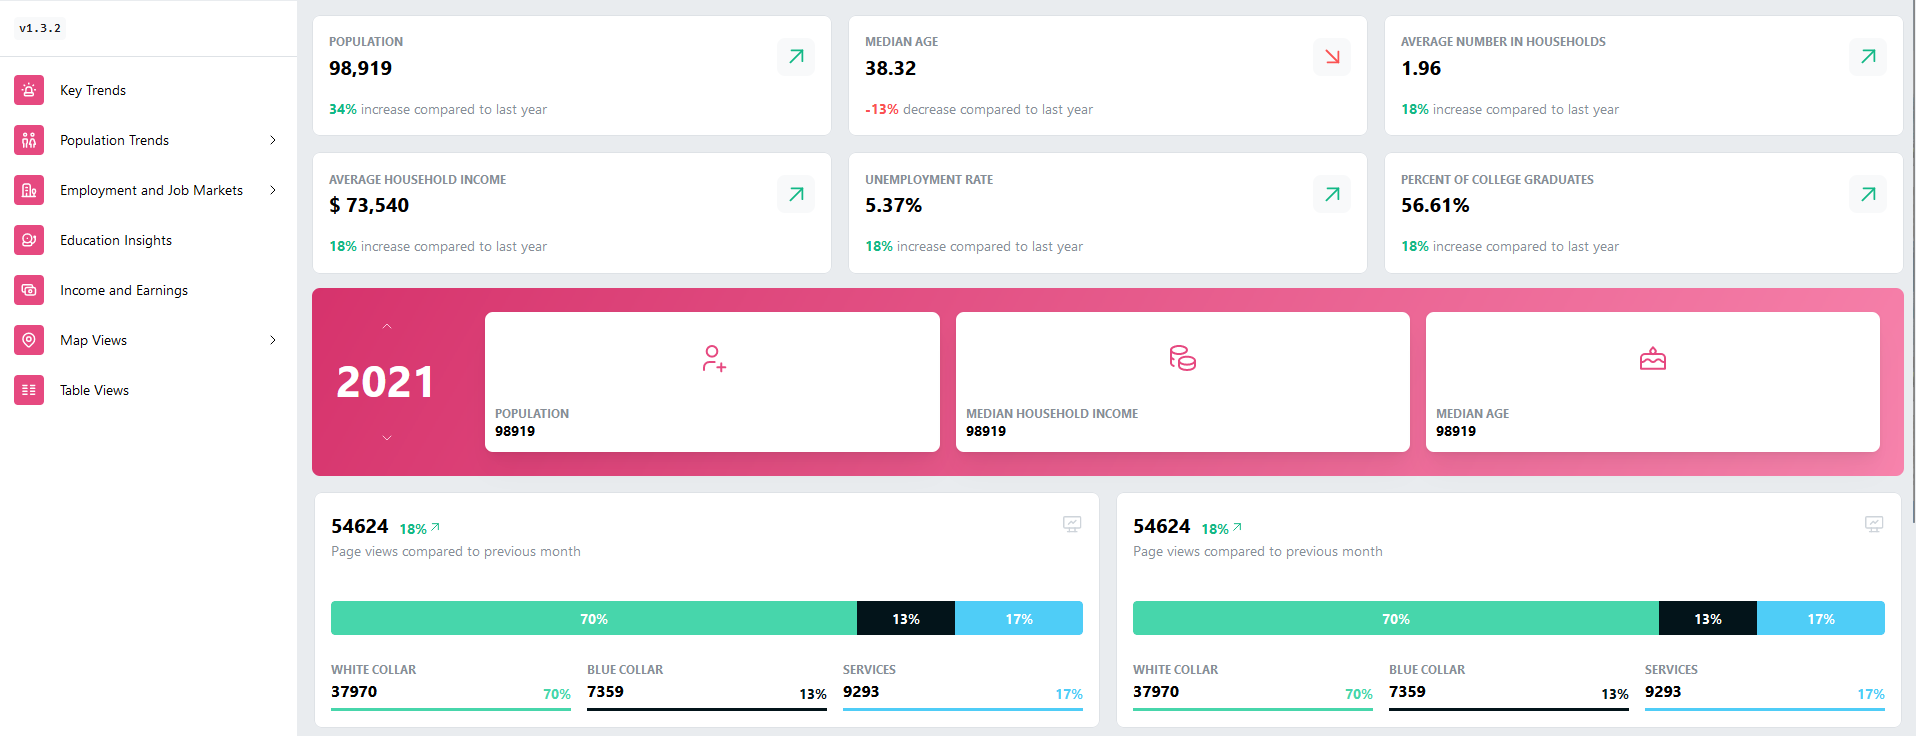 v1.3.2
Key Trends
Population Trends
Employment and Job Markets
Education Insights
Income and Earnings
Map Views
Table Views
POPULATION
98,919
34% increase compared to last year
MEDIAN AGE
38.32
-13% decrease compared to last year
AVERAGE NUMBER IN HOUSEHOLDS
1.96
18% increase compared to last year
AVERAGE HOUSEHOLD INCOME
$ 73,540
18% increase compared to last year
UNEMPLOYMENT RATE
5.37%
18% increase compared to last year
PERCENT OF COLLEGE GRADUATES
56.61%
18% increase compared to last year
2021
POPULATION
98919
MEDIAN HOUSEHOLD INCOME
98919
MEDIAN AGE
98919
54624 18%
Page views compared to previous month
70% 13% 17%
WHITE COLLAR
37970 70%
BLUE COLLAR
7359 13%
SERVICES
9293 17%
54624 18%
Page views compared to previous month
70% 13% 17%
WHITE COLLAR
37970 70%
BLUE COLLAR
7359 13%
SERVICES
9293 17%